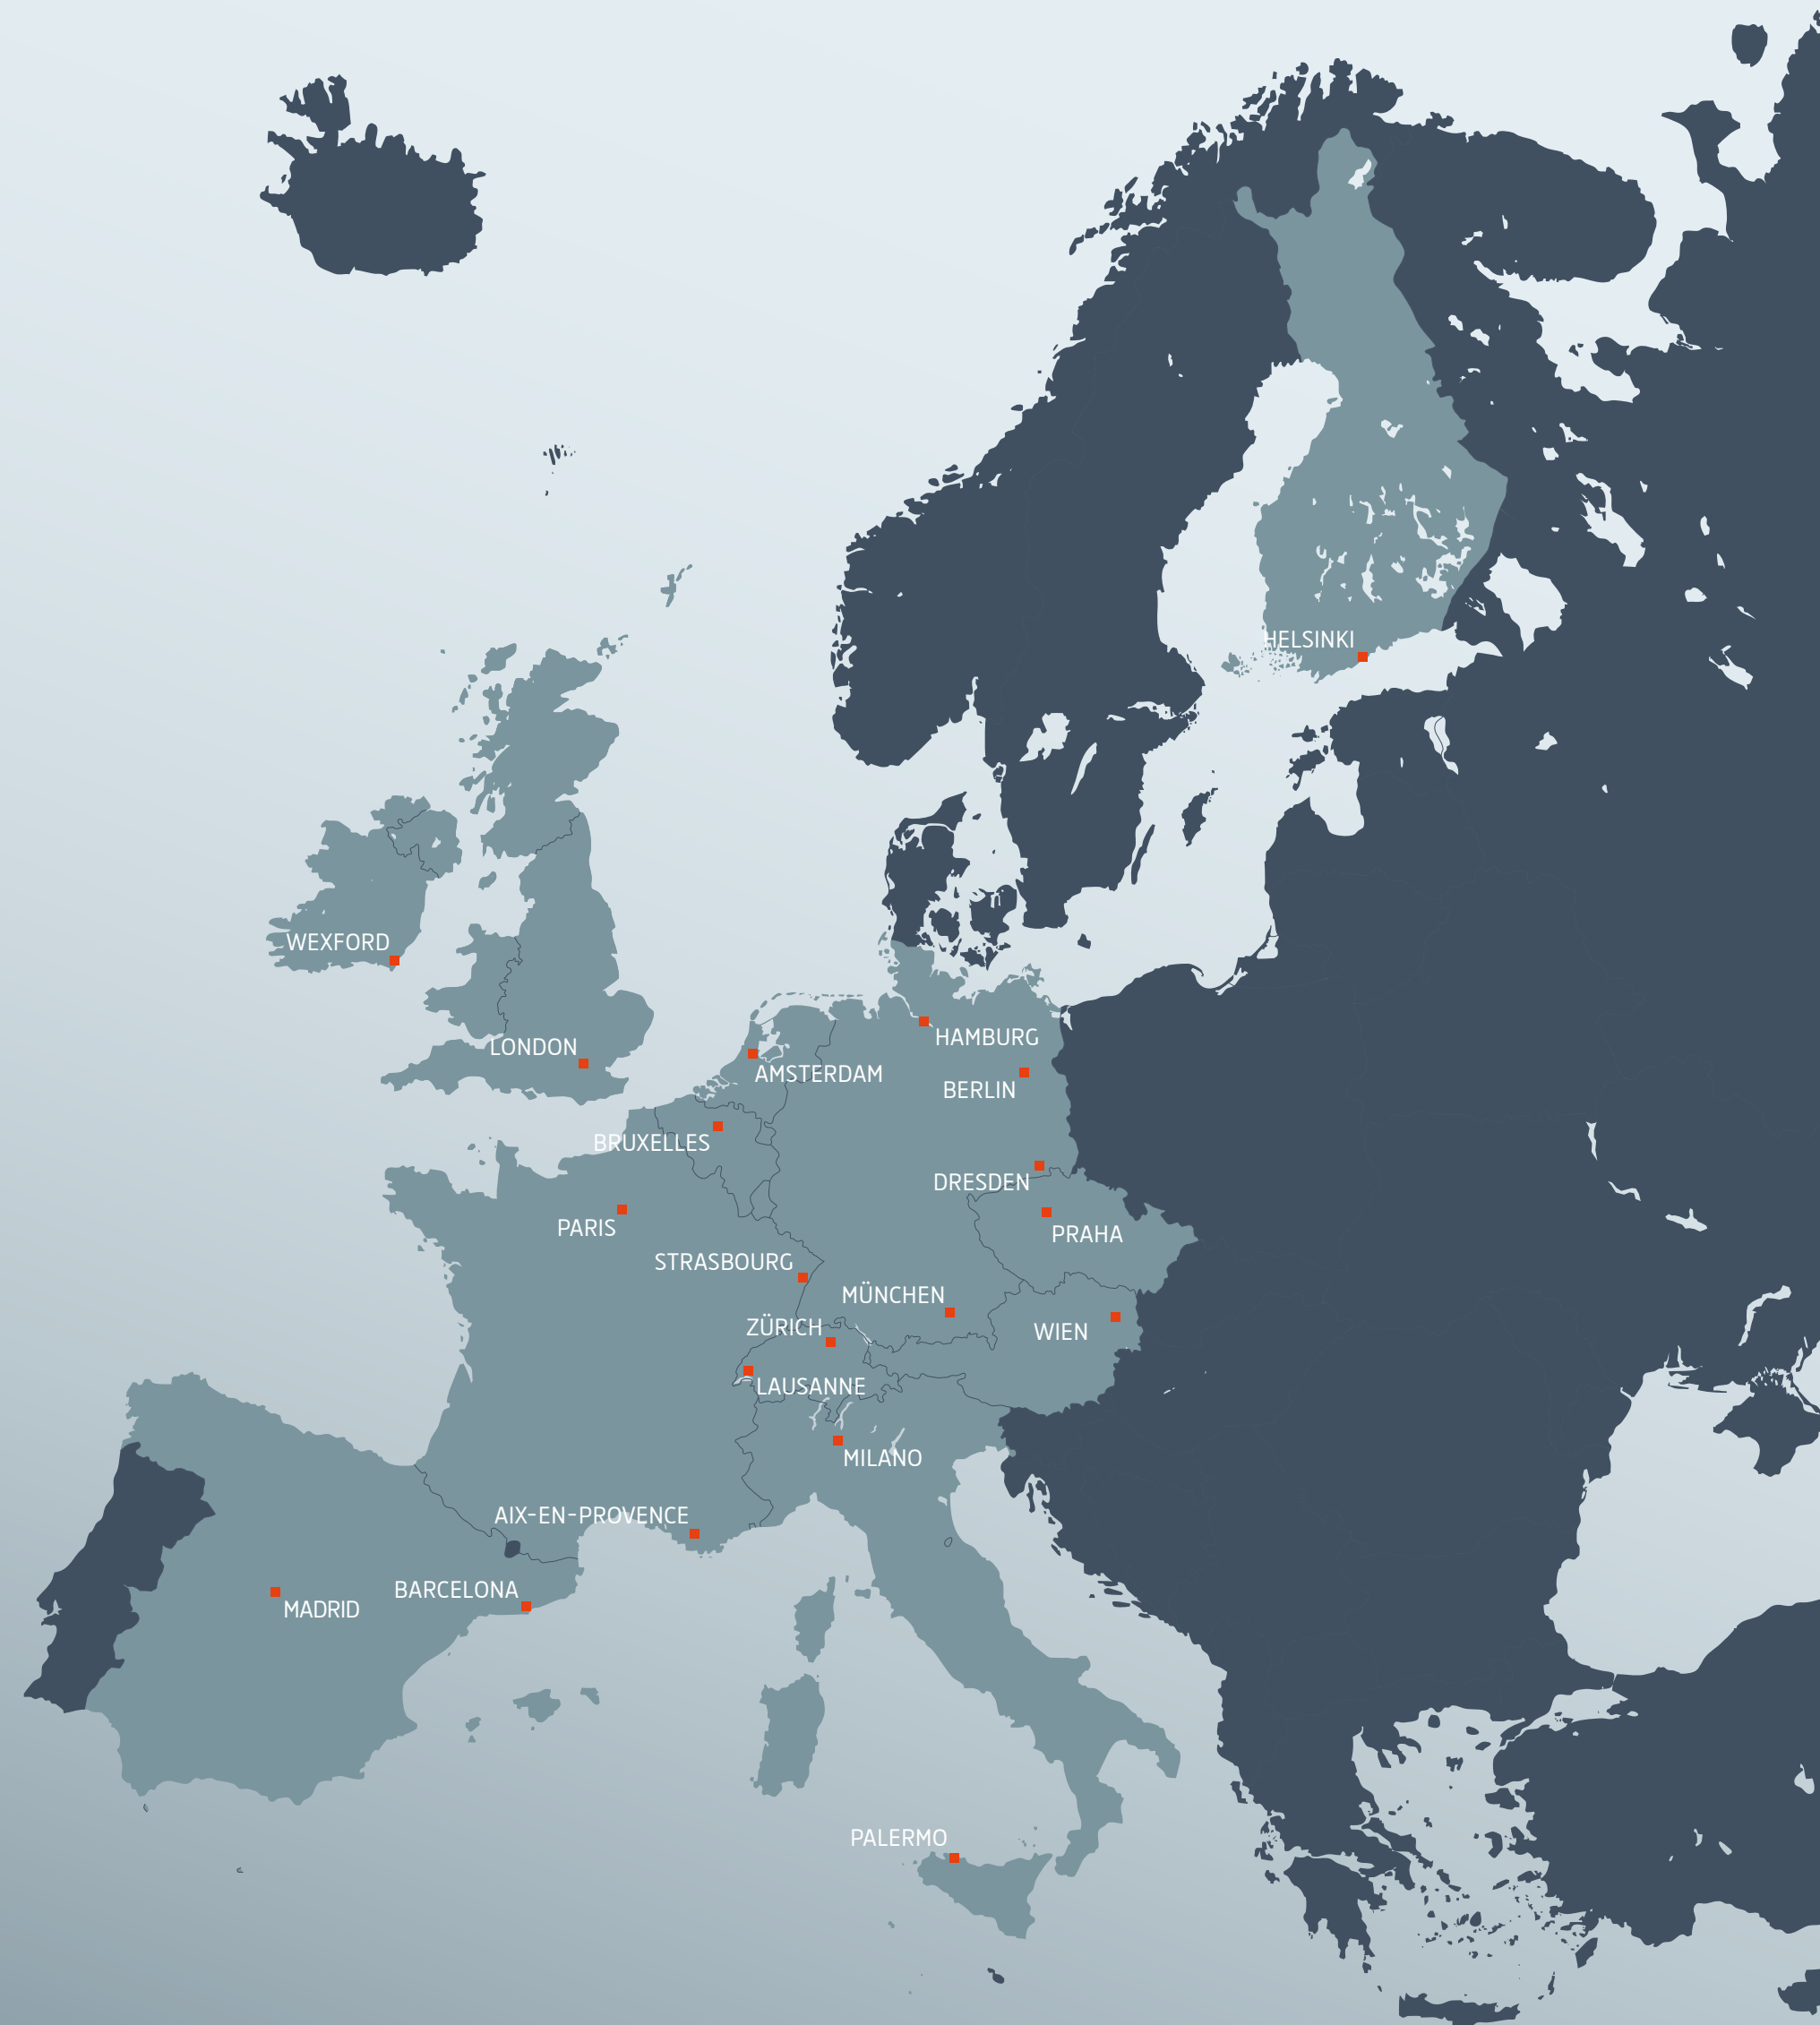 HELSINKI
WEXFORD
HAMBURG
LONDON
AMSTERDAM
BERLIN
BRUXELLES
DRESDEN
PARIS
PRAHA
STRASBOURG
MÜNCHEN
ZÜRICH
WIEN
LAUSANNE
MILANO
AIX-EN-PROVENCE
BARCELONA
MADRID
PALERMO